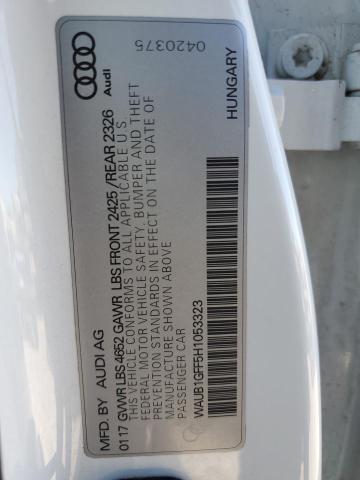 Audi
0420375
MFD. BY AUDI AG
01 17 GVWR LBS 4652 GAWR LBS FRONT 2425 /REAR 2326
THIS VEHICLE CONFORMS TO ALL APPLICABLE U S
FEDERAL MOTOR VEHICLE SAFETY, BUMPER AND THEFT
PREVENTION STANDARDS IN EFFECT ON THE DATE OF
MANUFACTURE SHOWN ABOVE
PASSENGER CAR
WAUB1GFF5H1053323
HUNGARY